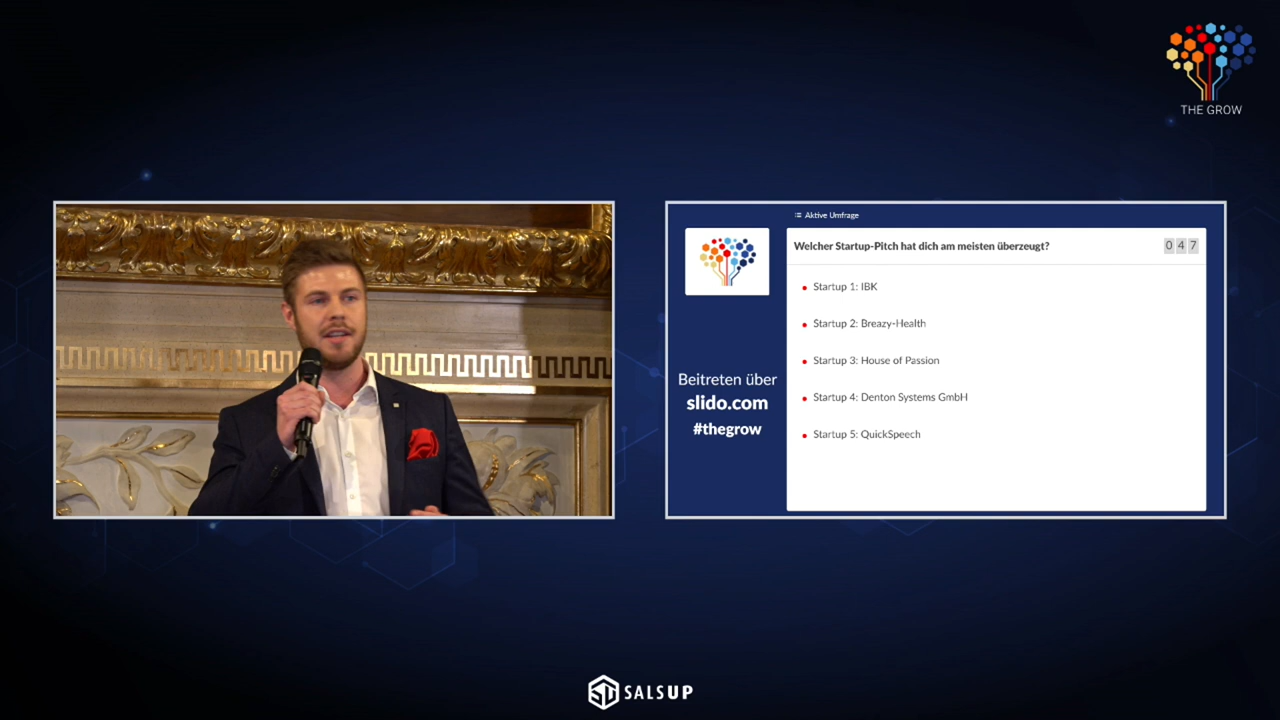 THE GROW
Aktive Umfrage
Welcher Startup-Pitch hat dich am meisten überzeugt?
047
Startup 1: IBK
Startup 2: Breazy-Health
Startup 3: House of Passion
Startup 4: Denton Systems GmbH
Startup 5: QuickSpeech
Beitreten über
slido.com
#thegrow
SALSUP